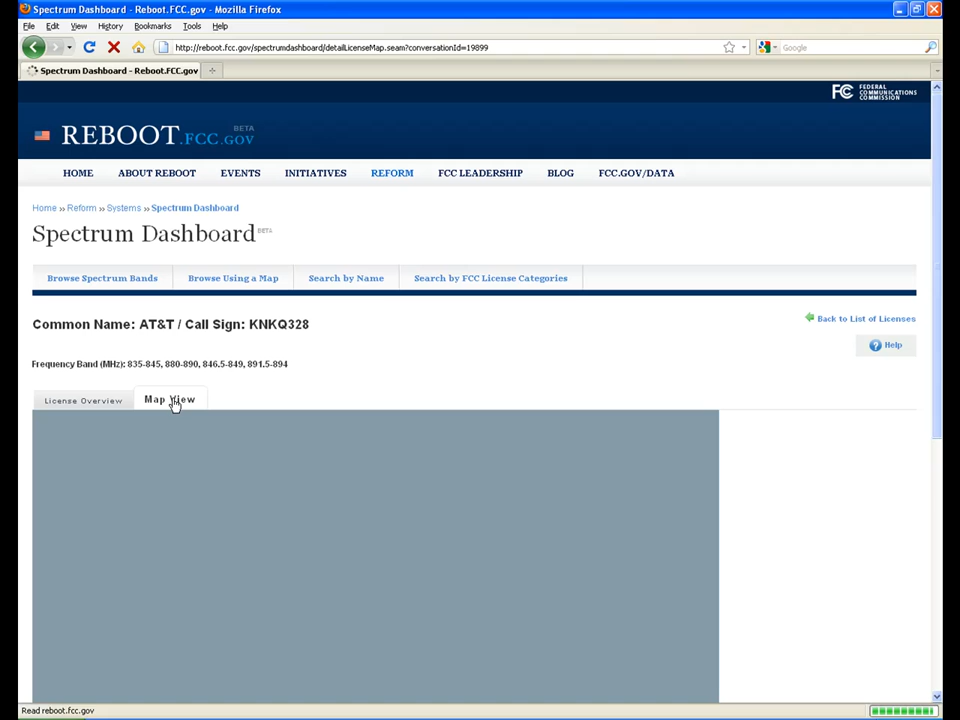 Spectrum Dashboard - Reboot.FCC.gov - Mozilla Firefox
File Edit View History Bookmarks Tools Help
http://reboot.fcc.gov/spectrumdashboard/detailLicenseMap.seam?conversationId=19899
Google
Spectrum Dashboard - Reboot.FCC.gov
FC FEDERAL COMMUNICATIONS COMMISSION
REBOOT.FCC.GOV BETA
HOME ABOUT REBOOT EVENTS INITIATIVES REFORM FCC LEADERSHIP BLOG FCC.GOV/DATA
Home » Reform » Systems » Spectrum Dashboard
Spectrum Dashboard BETA
Browse Spectrum Bands Browse Using a Map Search by Name Search by FCC License Categories
Common Name: AT&T / Call Sign: KNKQ328
Back to List of Licenses
Help
Frequency Band (MHz): 835-845, 880-890, 846.5-849, 891.5-894
License Overview Map View
Read reboot.fcc.gov